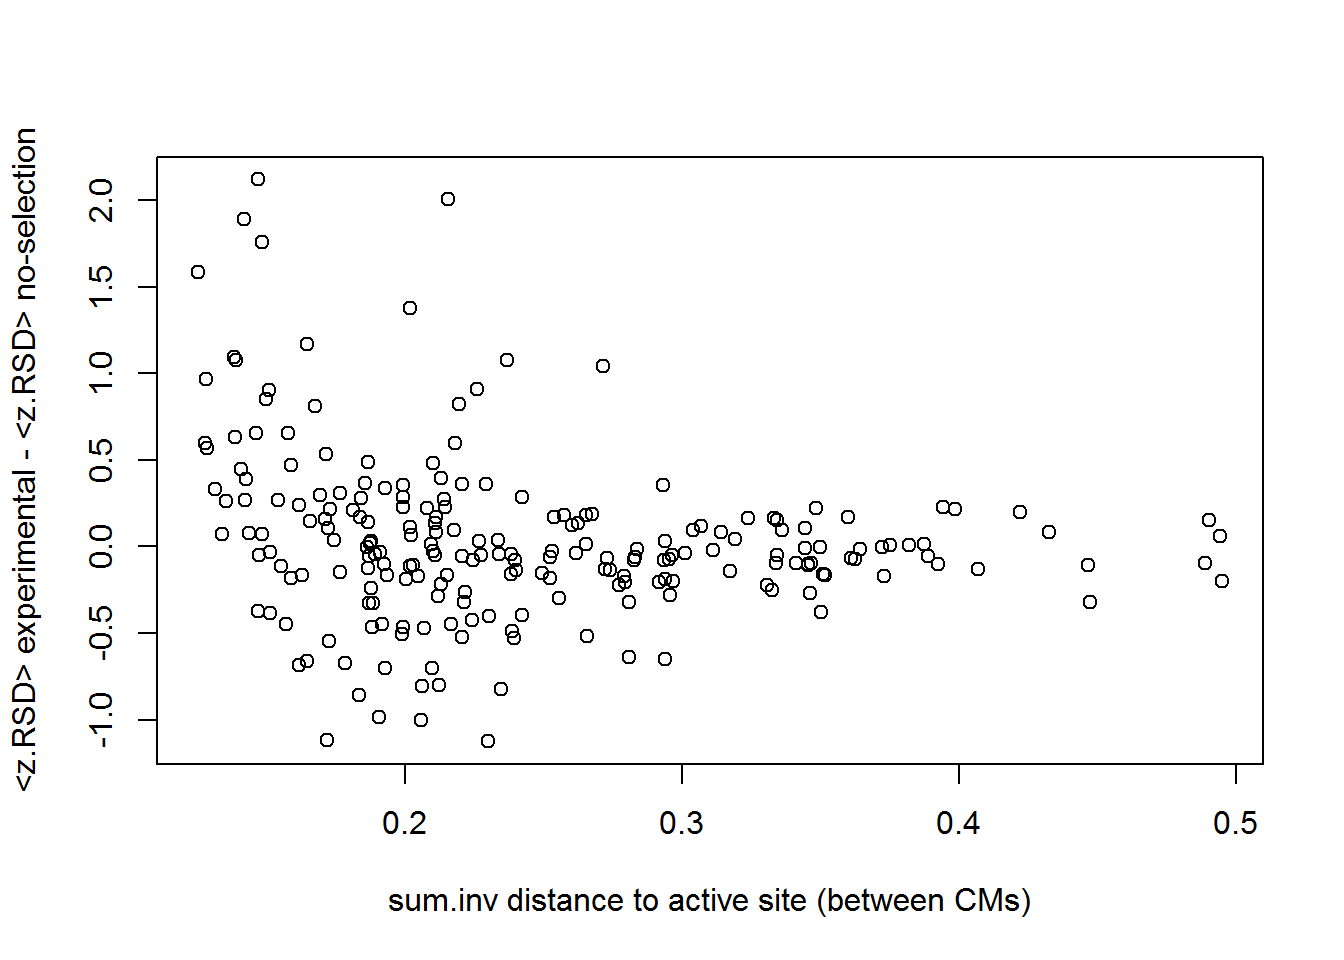 <z.RSD> experimental - <z.RSD> no-selection
2.0
1.5
1.0
0.5
0.0
-0.5
-1.0
0.2 0.3 0.4 0.5
sum.inv distance to active site (between CMs)